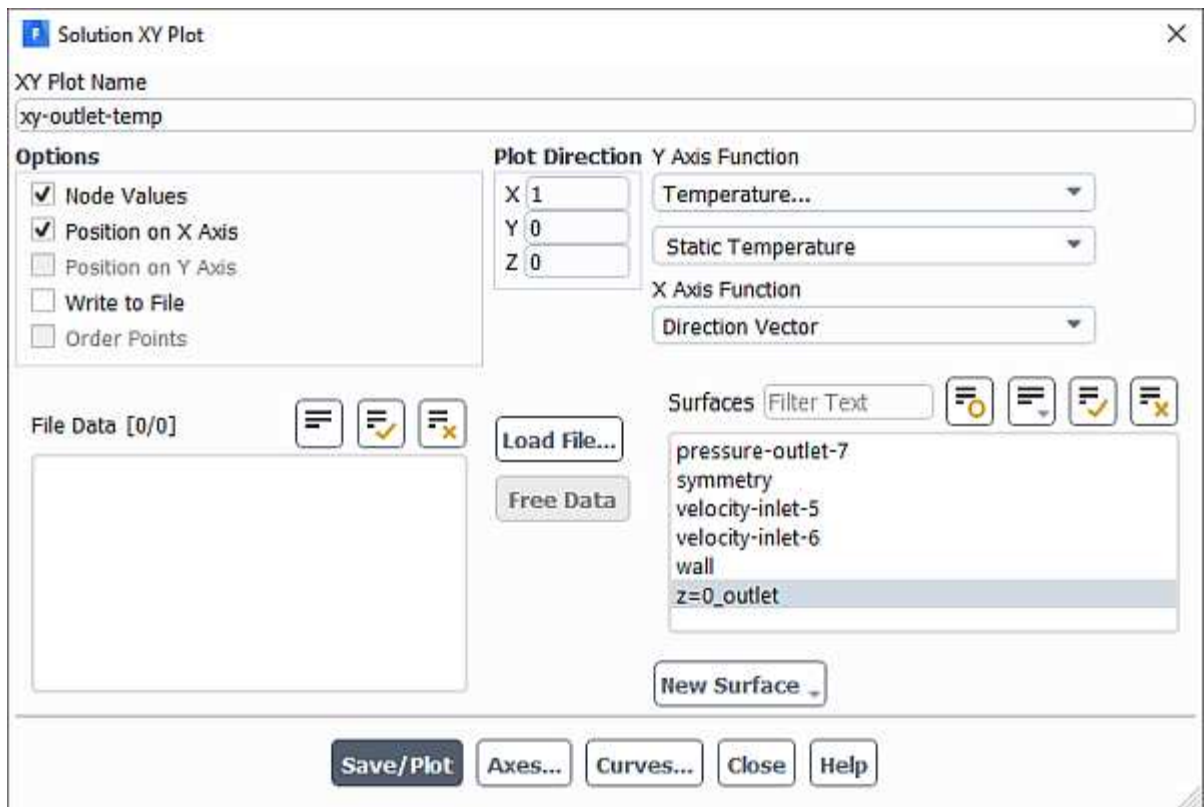 Solution XY Plot
XY Plot Name
xy-outlet-temp
Options
Node Values
Position on X Axis
Position on Y Axis
Write to File
Order Points
Plot Direction
X 1
Y 0
Z 0
Y Axis Function
Temperature...
Static Temperature
X Axis Function
Direction Vector
File Data [0/0]
Load File...
Free Data
Surfaces Filter Text
pressure-outlet-7
symmetry
velocity-inlet-5
velocity-inlet-6
wall
z=0_outlet
New Surface
Save/Plot Axes... Curves... Close Help